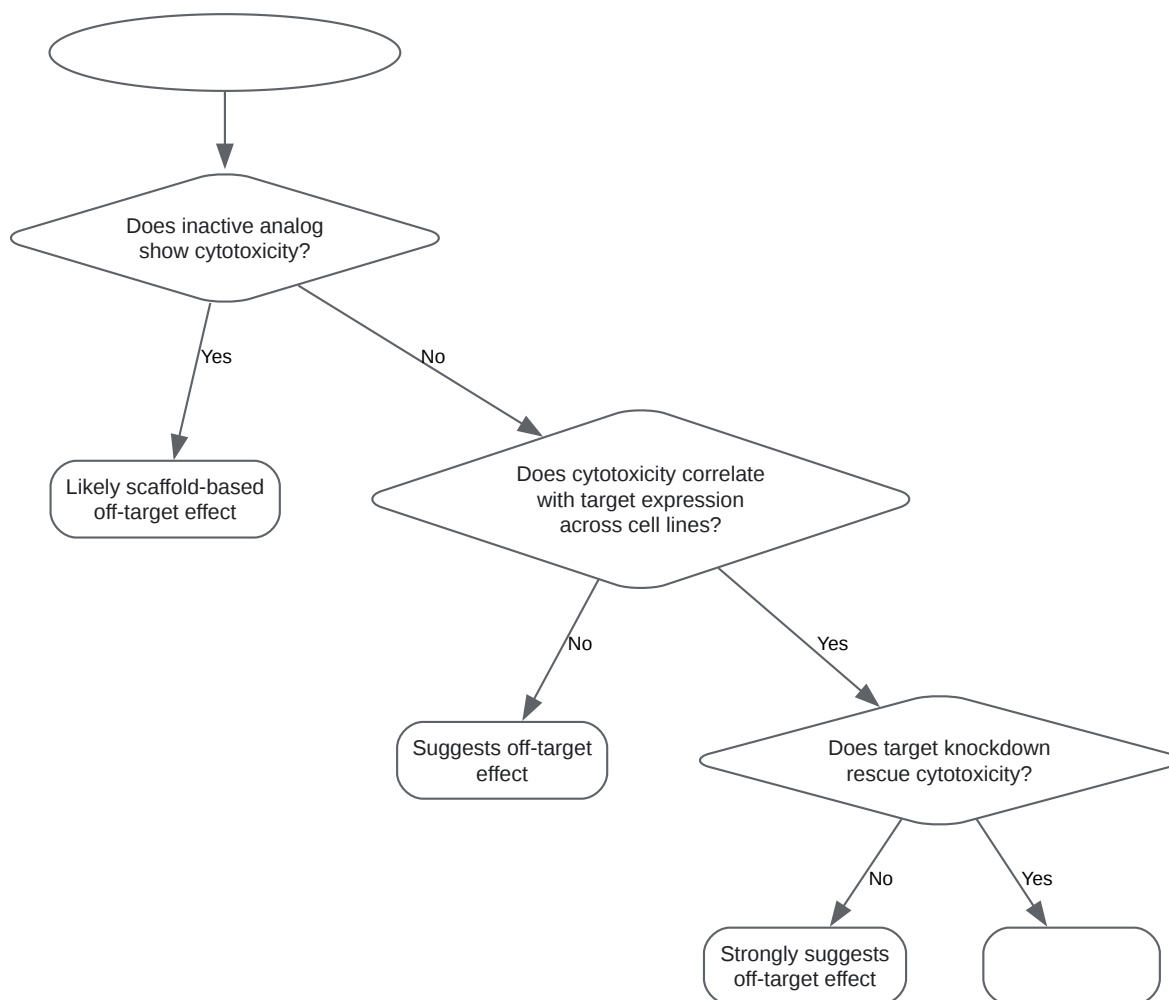 Does inactive analog
show cytotoxicity?
Yes
No
Likely scaffold-based
off-target effect
Does cytotoxicity correlate
with target expression
across cell lines?
No
Yes
Suggests off-target
effect
Does target knockdown
rescue cytotoxicity?
No
Yes
Strongly suggests
off-target effect